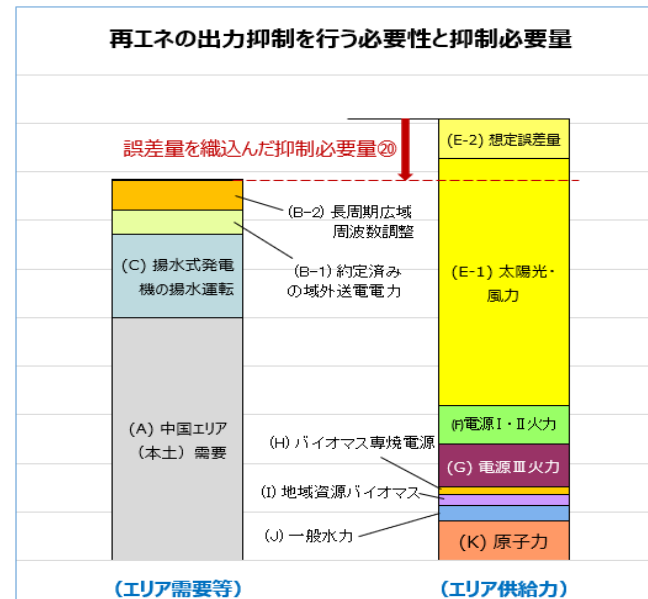 再エネの出力抑制を行う必要性と抑制必要量
誤差量を織込んだ抑制必要量⑳
(E-2) 想定誤差量
(B-2) 長周期広域
周波数調整
(C) 揚水式発電
機の揚水運転
(B-1) 約定済み
の域外送電電力
(E-1) 太陽光・
風力
(A) 中国エリア
(本土) 需要
(F)電源Ⅰ・Ⅱ火力
(H) バイオマス専焼電源
(G) 電源Ⅲ火力
(I) 地域資源バイオマス
(J) 一般水力
(K) 原子力
(エリア需要等)
(エリア供給力)